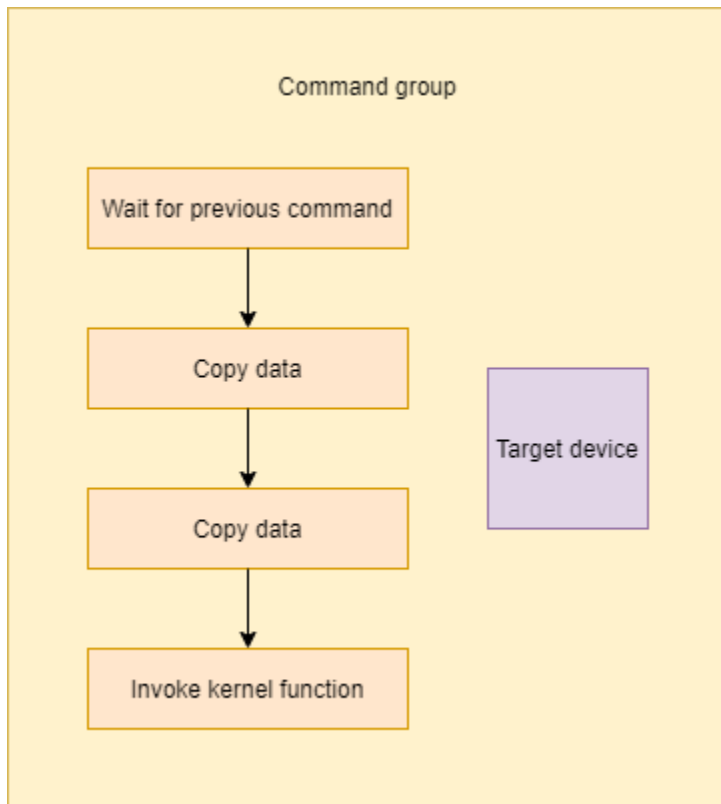 Command group
Wait for previous command
Copy data
Target device
Copy data
Invoke kernel function